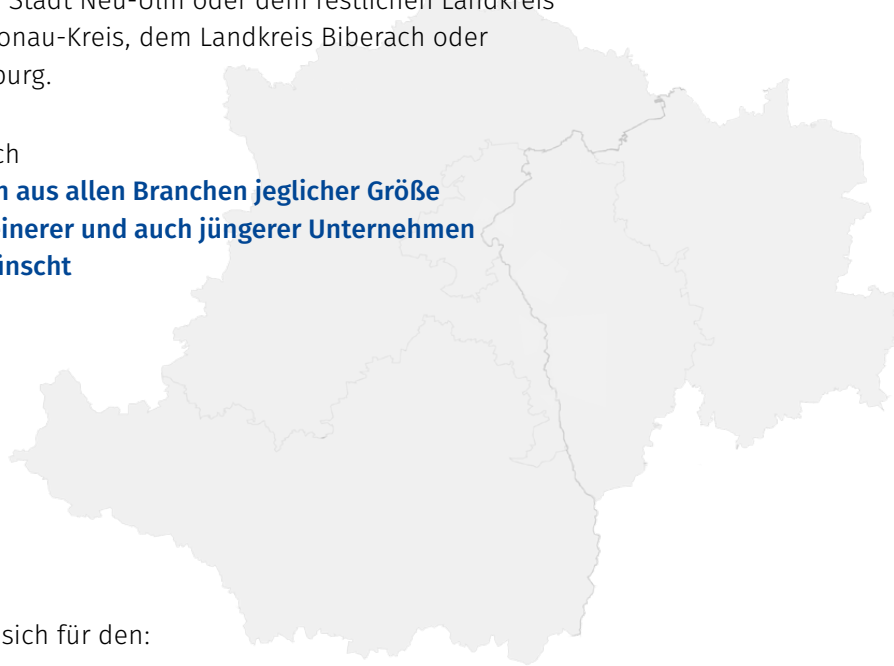 Stadt Neu-Ulm oder dem restlichen Landkreis
onau-Kreis, dem Landkreis Biberach oder
burg.
ch
n aus allen Branchen jeglicher Größe
inerer und auch jüngerer Unternehmen
ünscht
sich für den: